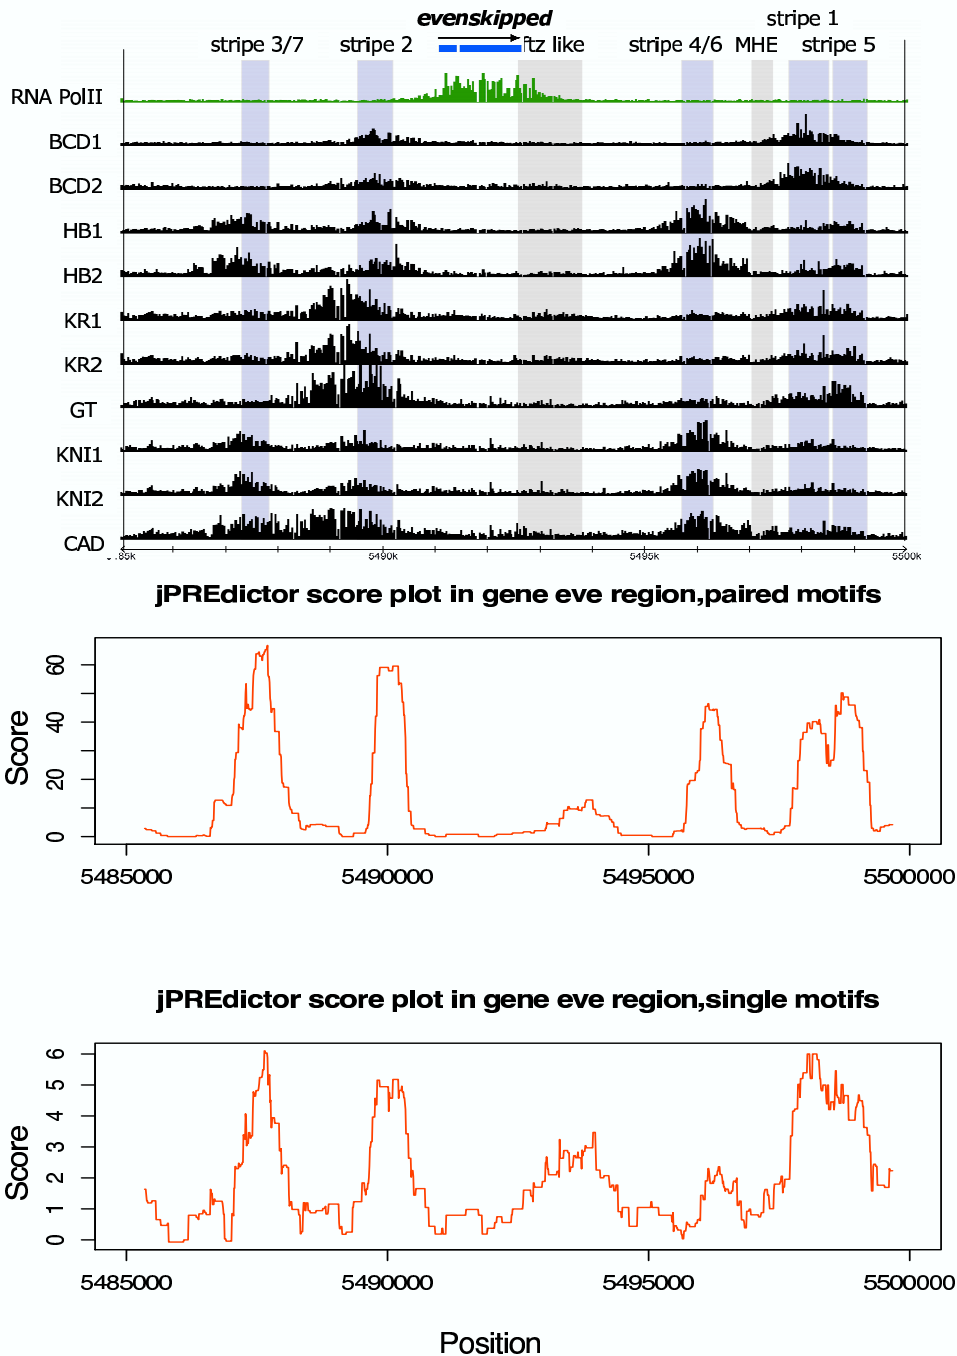 evenskipped
stripe 1
stripe 3/7 stripe 2 ftz like stripe 4/6 MHE stripe 5
RNA PolII
BCD1
BCD2
HB1
HB2
KR1
KR2
GT
KNI1
KNI2
CAD
5490k 5495k 5500k
jPREdictor score plot in gene eve region,paired motifs
Score
60
40
20
0
5485000 5490000 5495000 5500000
jPREdictor score plot in gene eve region,single motifs
Score
6
5
4
3
2
1
0
5485000 5490000 5495000 5500000
Position